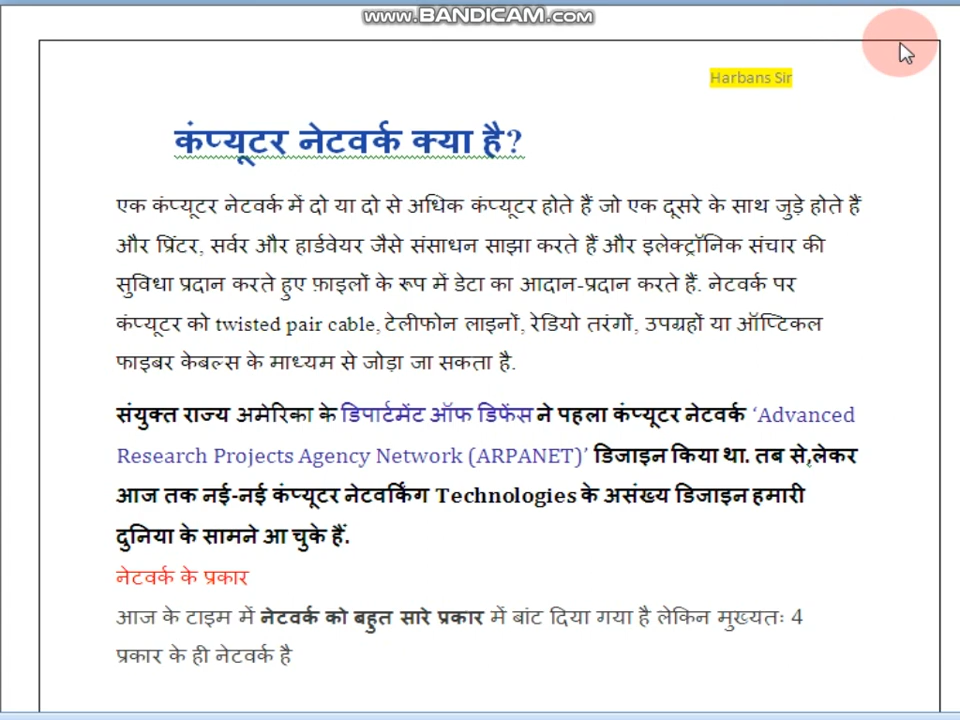 www.BANDICAM.com
Harbans Sir
कंप्यूटर नेटवर्क क्या है?
एक कंप्यूटर नेटवर्क में दो या दो से अधिक कंप्यूटर होते हैं जो एक दूसरे के साथ जुड़े होते हैं
और प्रिंटर, सर्वर और हार्डवेयर जैसे संसाधन साझा करते हैं और इलेक्ट्रॉनिक संचार की
सुविधा प्रदान करते हुए फ़ाइलों के रूप में डेटा का आदान-प्रदान करते हैं. नेटवर्क पर
कंप्यूटर को twisted pair cable, टेलीफोन लाइनों, रेडियो तरंगों, उपग्रहों या ऑप्टिकल
फाइबर केबल्स के माध्यम से जोड़ा जा सकता है.
संयुक्त राज्य अमेरिका के डिपार्टमेंट ऑफ डिफेंस ने पहला कंप्यूटर नेटवर्क ‘Advanced
Research Projects Agency Network (ARPANET)’ डिजाइन किया था. तब से,लेकर
आज तक नई-नई कंप्यूटर नेटवर्किंग Technologies के असंख्य डिजाइन हमारी
दुनिया के सामने आ चुके हैं.
नेटवर्क के प्रकार
आज के टाइम में नेटवर्क को बहुत सारे प्रकार में बांट दिया गया है लेकिन मुख्यतः 4
प्रकार के ही नेटवर्क है